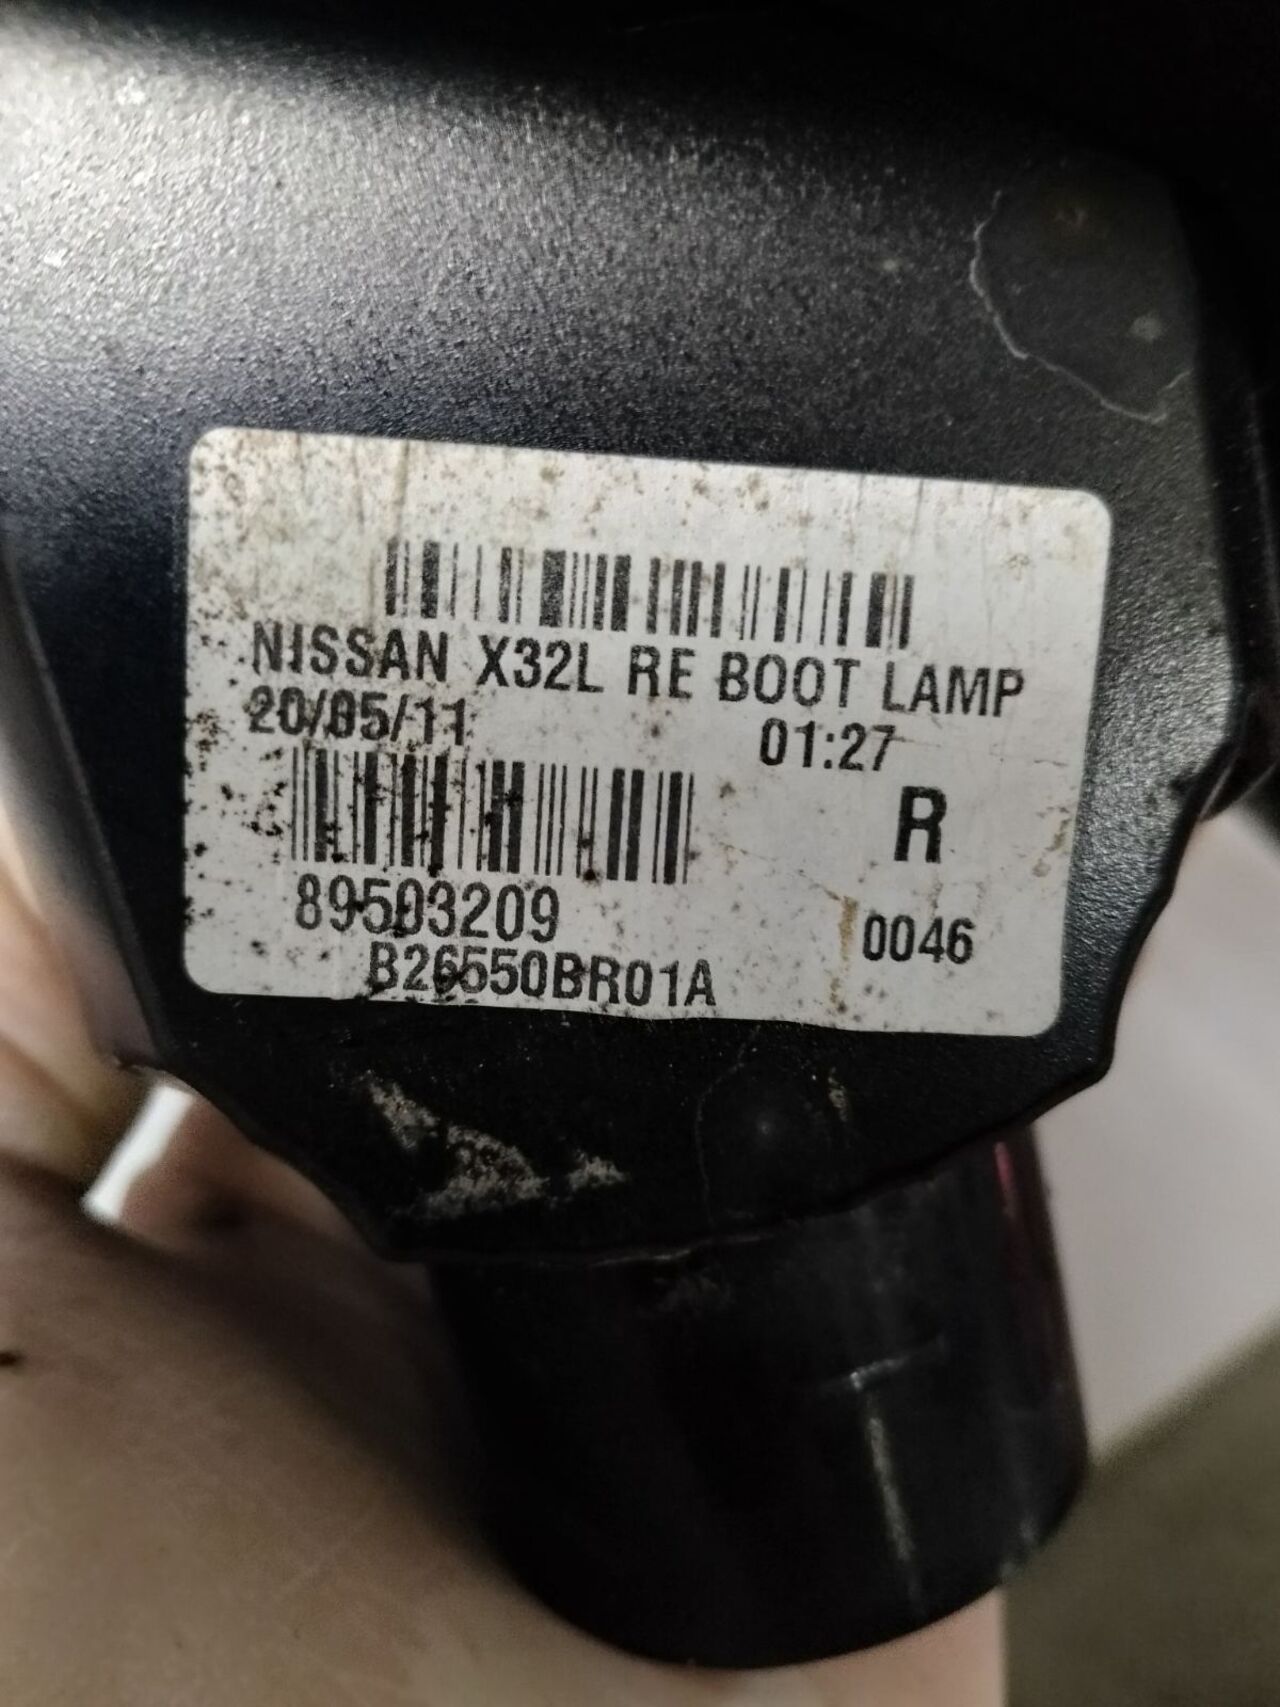 NISSAN X32L RE BOOT LAMP
20/05/11 01:27
R
89503209
0046
B26550BR01A